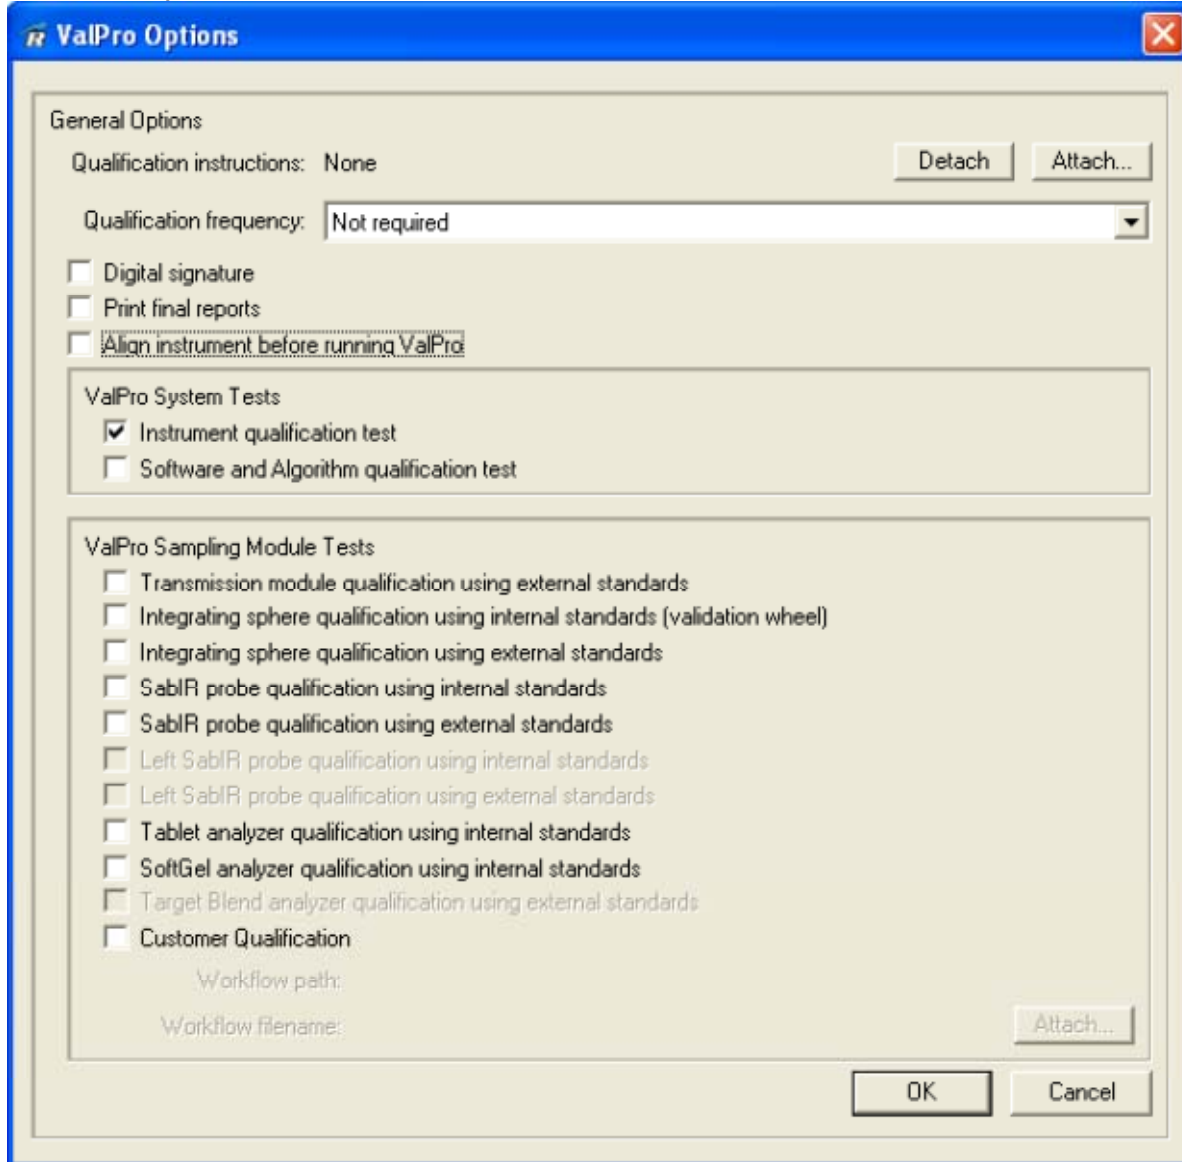 R ValPro Options
General Options
Qualification instructions: None Detach Attach...
Qualification frequency: Not required
Digital signature
Print final reports
Align instrument before running ValPro
ValPro System Tests
Instrument qualification test
Software and Algorithm qualification test
ValPro Sampling Module Tests
Transmission module qualification using external standards
Integrating sphere qualification using internal standards (validation wheel)
Integrating sphere qualification using external standards
SabIR probe qualification using internal standards
SabIR probe qualification using external standards
Left SabIR probe qualification using internal standards
Left SabIR probe qualification using external standards
Tablet analyzer qualification using internal standards
SoftGel analyzer qualification using internal standards
Target Blend analyzer qualification using external standards
Customer Qualification
Workflow path:
Workflow filename: Attach...
OK Cancel